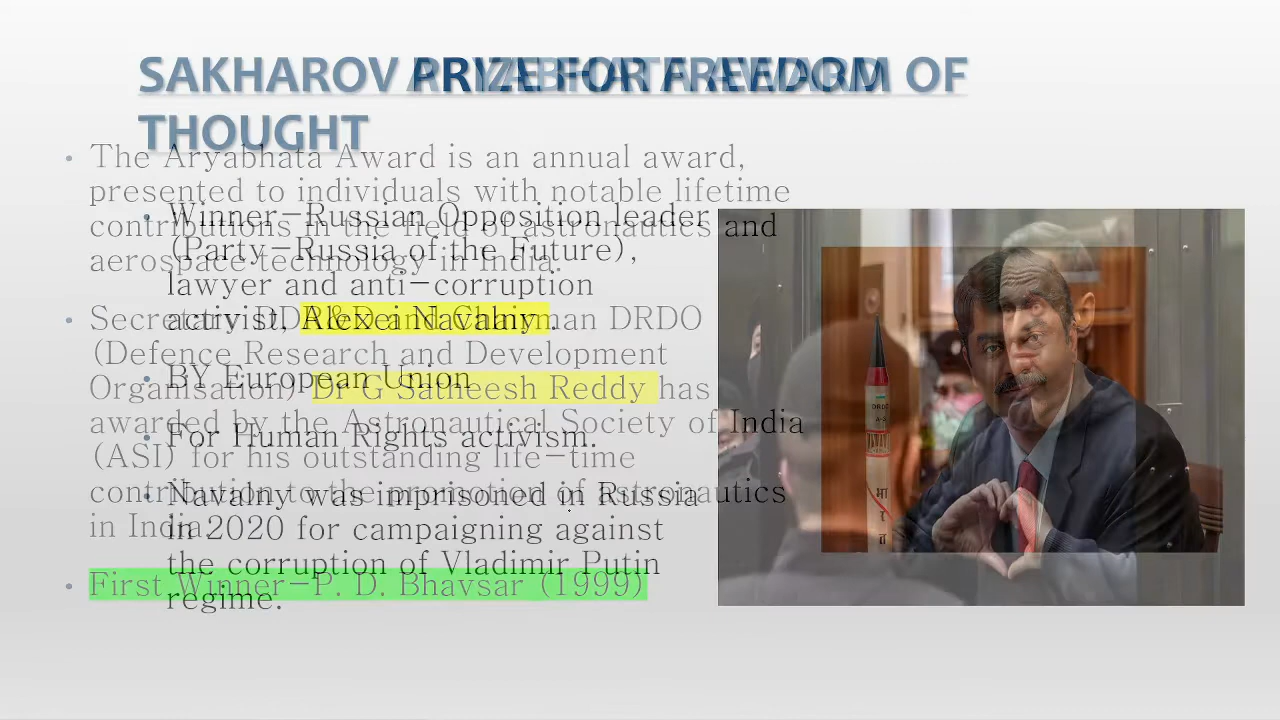 SAKHAROV PRIZE FOR FREEDOM OF
THOUGHT
Winner-Russian Opposition leader
(Party-Russia of the Future),
lawyer and anti-corruption
activist, Alexei Navalny.
BY European Union
For Human Rights activism.
Navalny was imprisoned in Russia
in 2020 for campaigning against
the corruption of Vladimir Putin
regime.
ARYABHATA AWARD
The Aryabhata Award is an annual award,
presented to individuals with notable lifetime
contributions in the field of astronautics and
aerospace technology in India.
Secretary DDR&D and Chairman DRDO
(Defence Research and Development
Organisation) Dr G Satheesh Reddy has
awarded by the Astronautical Society of India
(ASI) for his outstanding life-time
contribution to the promotion of astronautics
in India.
First Winner-P. D. Bhavsar (1999)
DRDO
A-5
भा
र
त